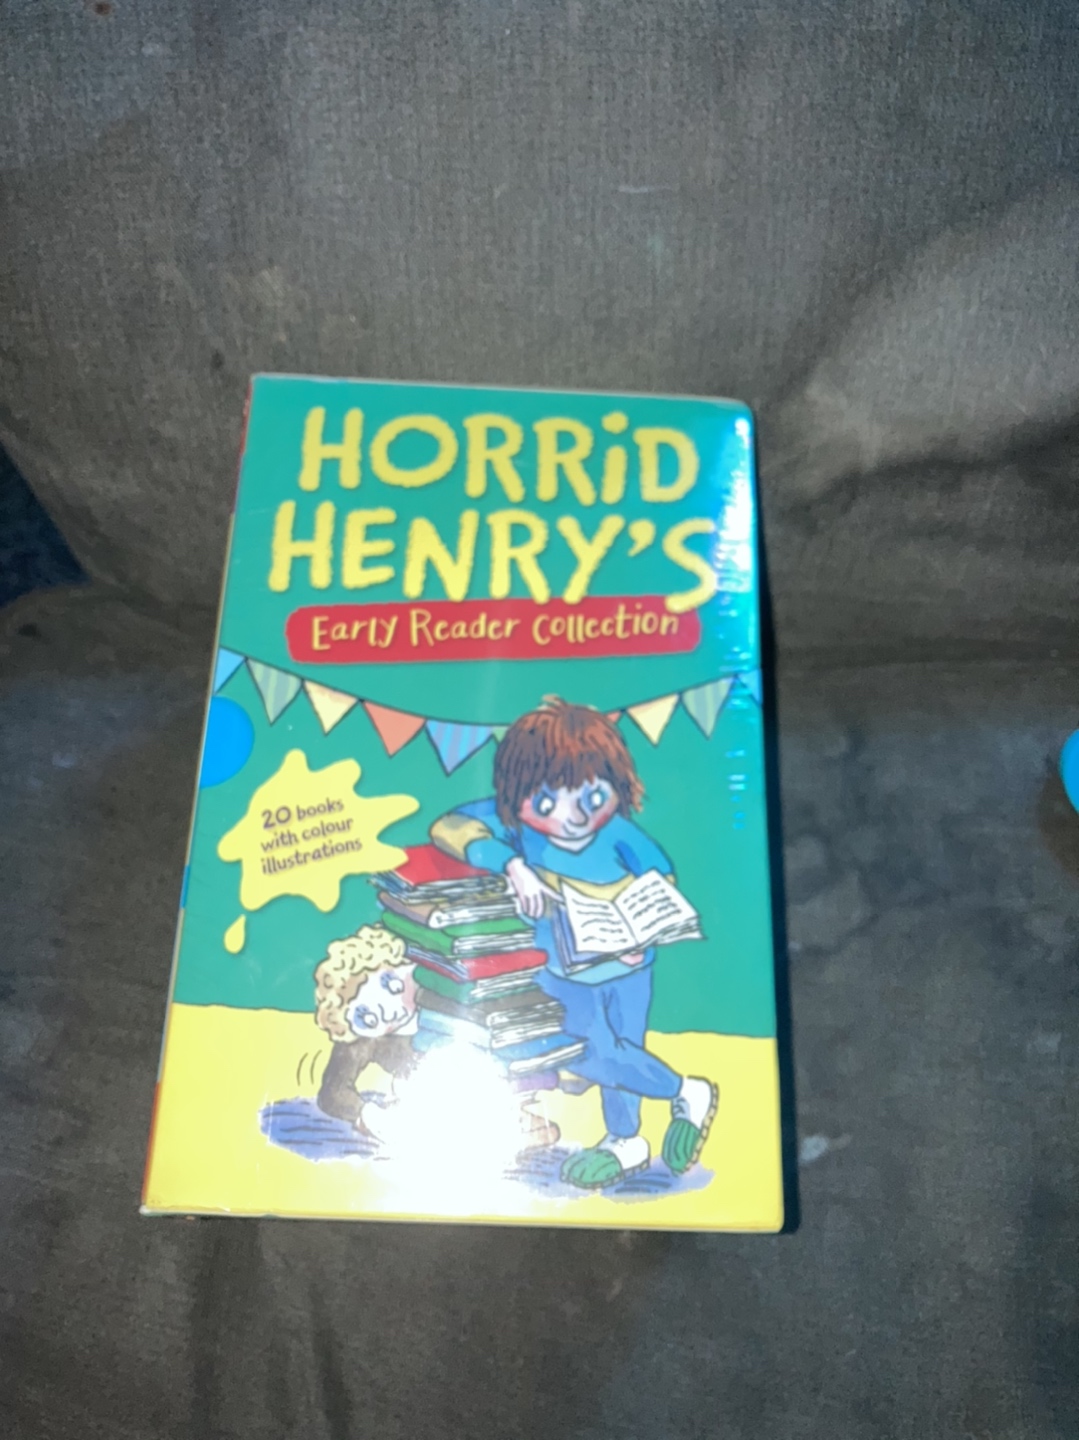 HORRiD
HENRY'S
Early Reader Collection
20 books
with colour
illustrations